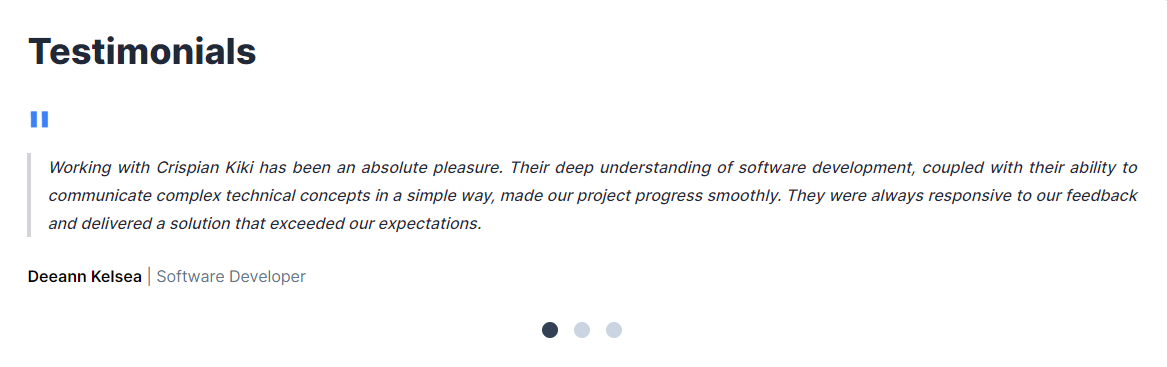 Testimonials
"
Working with Crispian Kiki has been an absolute pleasure. Their deep understanding of software development, coupled with their ability to
communicate complex technical concepts in a simple way, made our project progress smoothly. They were always responsive to our feedback
and delivered a solution that exceeded our expectations.
Deeann Kelsea | Software Developer